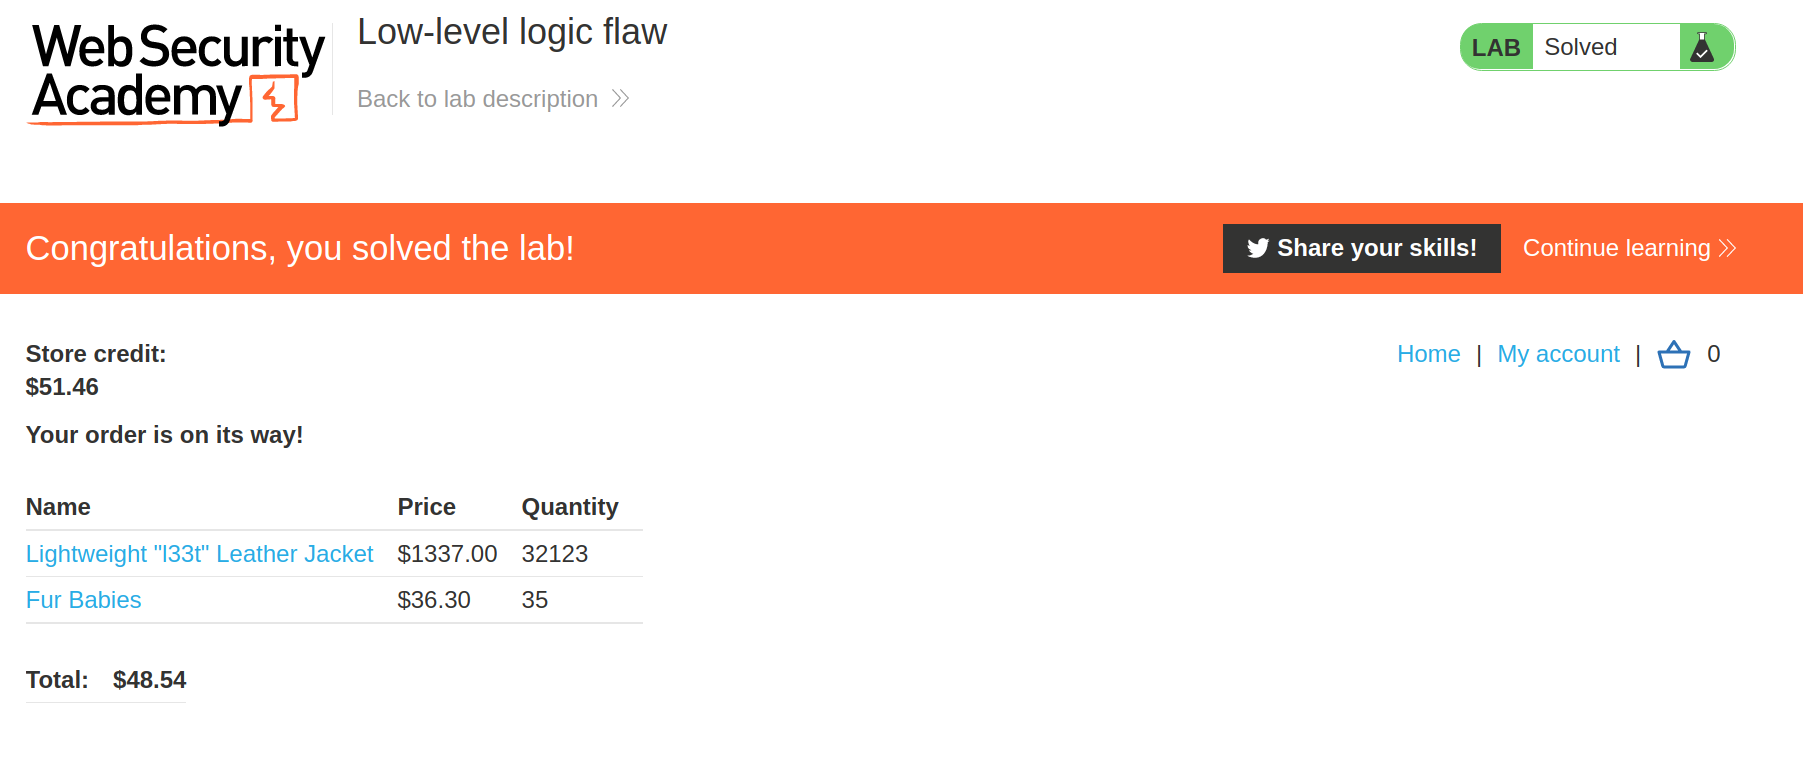 Web Security
Academy
Low-level logic flaw
Back to lab description
LAB Solved
Congratulations, you solved the lab!
Share your skills!
Continue learning
Store credit:
$51.46
Home | My account | 0
Your order is on its way!
Name Price Quantity
Lightweight "l33t" Leather Jacket $1337.00 32123
Fur Babies $36.30 35
Total: $48.54